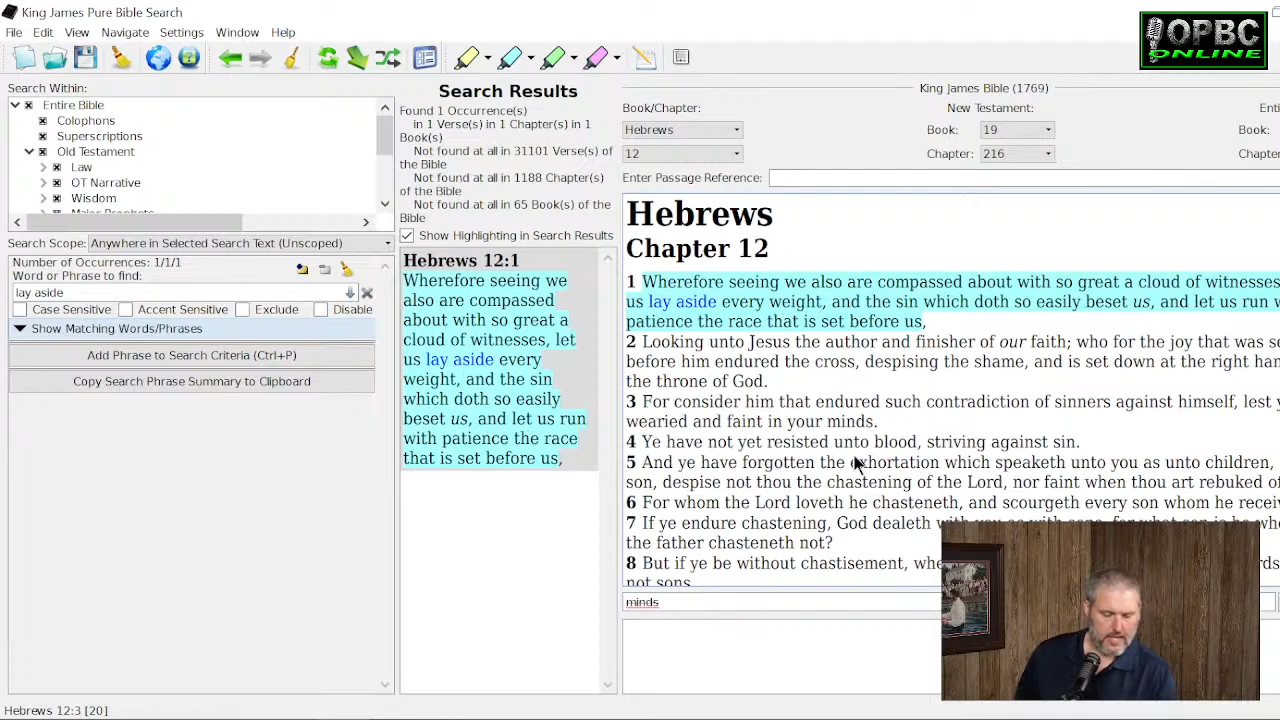 King James Pure Bible Search
OPBC
ONLINE
File Edit View Navigate Settings Window Help
Search Within:
Entire Bible
Colophons
Superscriptions
Old Testament
Law
OT Narrative
Wisdom
Major Prophets
Search Scope: Anywhere in Selected Search Text (Unscoped)
Number of Occurrences: 1/1/1
Word or Phrase to find:
lay aside
Case Sensitive Accent Sensitive Exclude Disable
Show Matching Words/Phrases
Add Phrase to Search Criteria (Ctrl+P)
Copy Search Phrase Summary to Clipboard
Search Results
Found 1 Occurrence(s)
in 1 Verse(s) in 1 Chapter(s) in 1
Book(s)
Not found at all in 31101 Verse(s) of
the Bible
Not found at all in 1188 Chapter(s)
of the Bible
Not found at all in 65 Book(s) of the
Bible
Show Highlighting in Search Results
Hebrews 12:1
Wherefore seeing we
also are compassed
about with so great a
cloud of witnesses, let
us lay aside every
weight, and the sin
which doth so easily
beset us, and let us run
with patience the race
that is set before us,
King James Bible (1769)
Book/Chapter: New Testament: Enti
Hebrews Book: 19 Book:
12 Chapter: 216 Chapte
Enter Passage Reference:
Hebrews
Chapter 12
1 Wherefore seeing we also are compassed about with so great a cloud of witnesses
us lay aside every weight, and the sin which doth so easily beset us, and let us run
patience the race that is set before us,
2 Looking unto Jesus the author and finisher of our faith; who for the joy that was
before him endured the cross, despising the shame, and is set down at the right
the throne of God.
3 For consider him that endured such contradiction of sinners against himself, lest
wearied and faint in your minds.
4 Ye have not yet resisted unto blood, striving against sin.
5 And ye have forgotten the exhortation which speaketh unto you as unto children,
son, despise not thou the chastening of the Lord, nor faint when thou art rebuked of
6 For whom the Lord loveth he chasteneth, and scourgeth every son whom he
7 If ye endure chastening, God dealeth
the father chasteneth not?
8 But if ye be without chastisement,
not sons.
minds
Hebrews 12:3 [20]